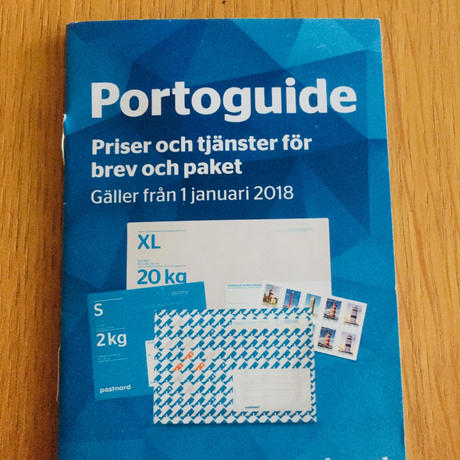 Portoguide
Priser och tjänster för
brev och paket
Gäller från 1 januari 2018
XL
20 kg
S
2 kg
postnord